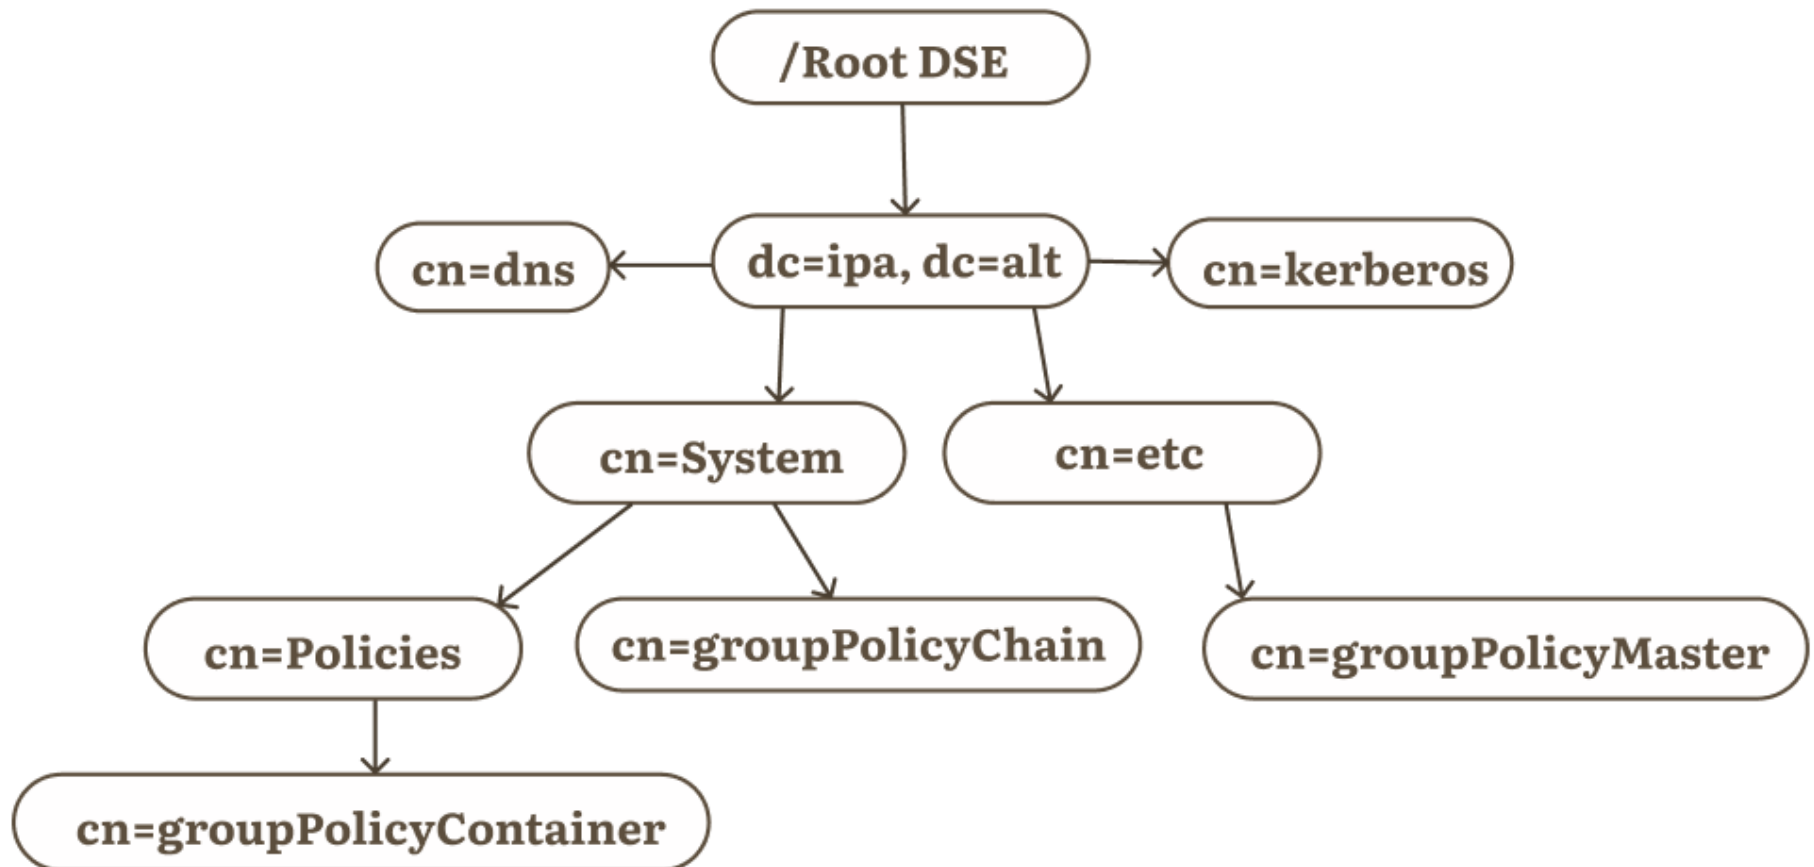 /Root DSE
cn=dns
dc=ipa, dc=alt
cn=kerberos
cn=System
cn=etc
cn=Policies
cn=groupPolicyChain
cn=groupPolicyMaster
cn=groupPolicyContainer